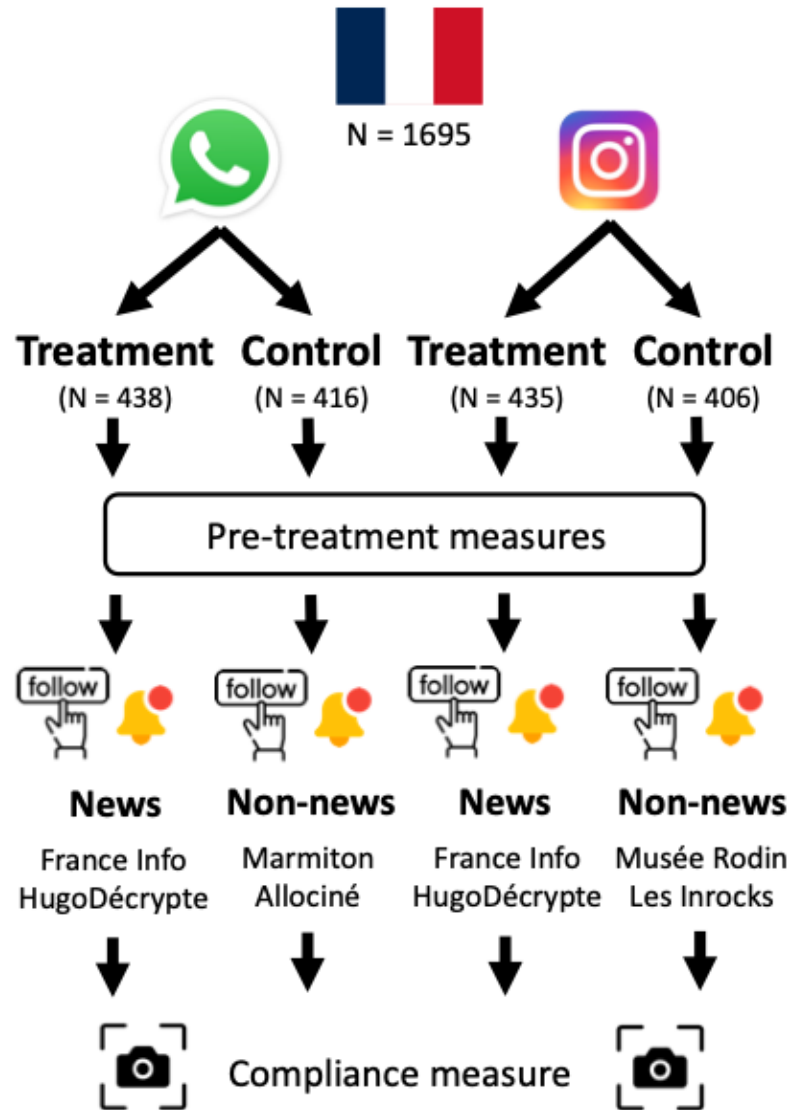 N = 1695
Treatment Control Treatment Control
(N = 438) (N = 416) (N = 435) (N = 406)
Pre-treatment measures
follow follow follow follow
News Non-news News Non-news
France Info Marmiton France Info Musée Rodin
HugoDécrypte Allociné HugoDécrypte Les Inrocks
Compliance measure